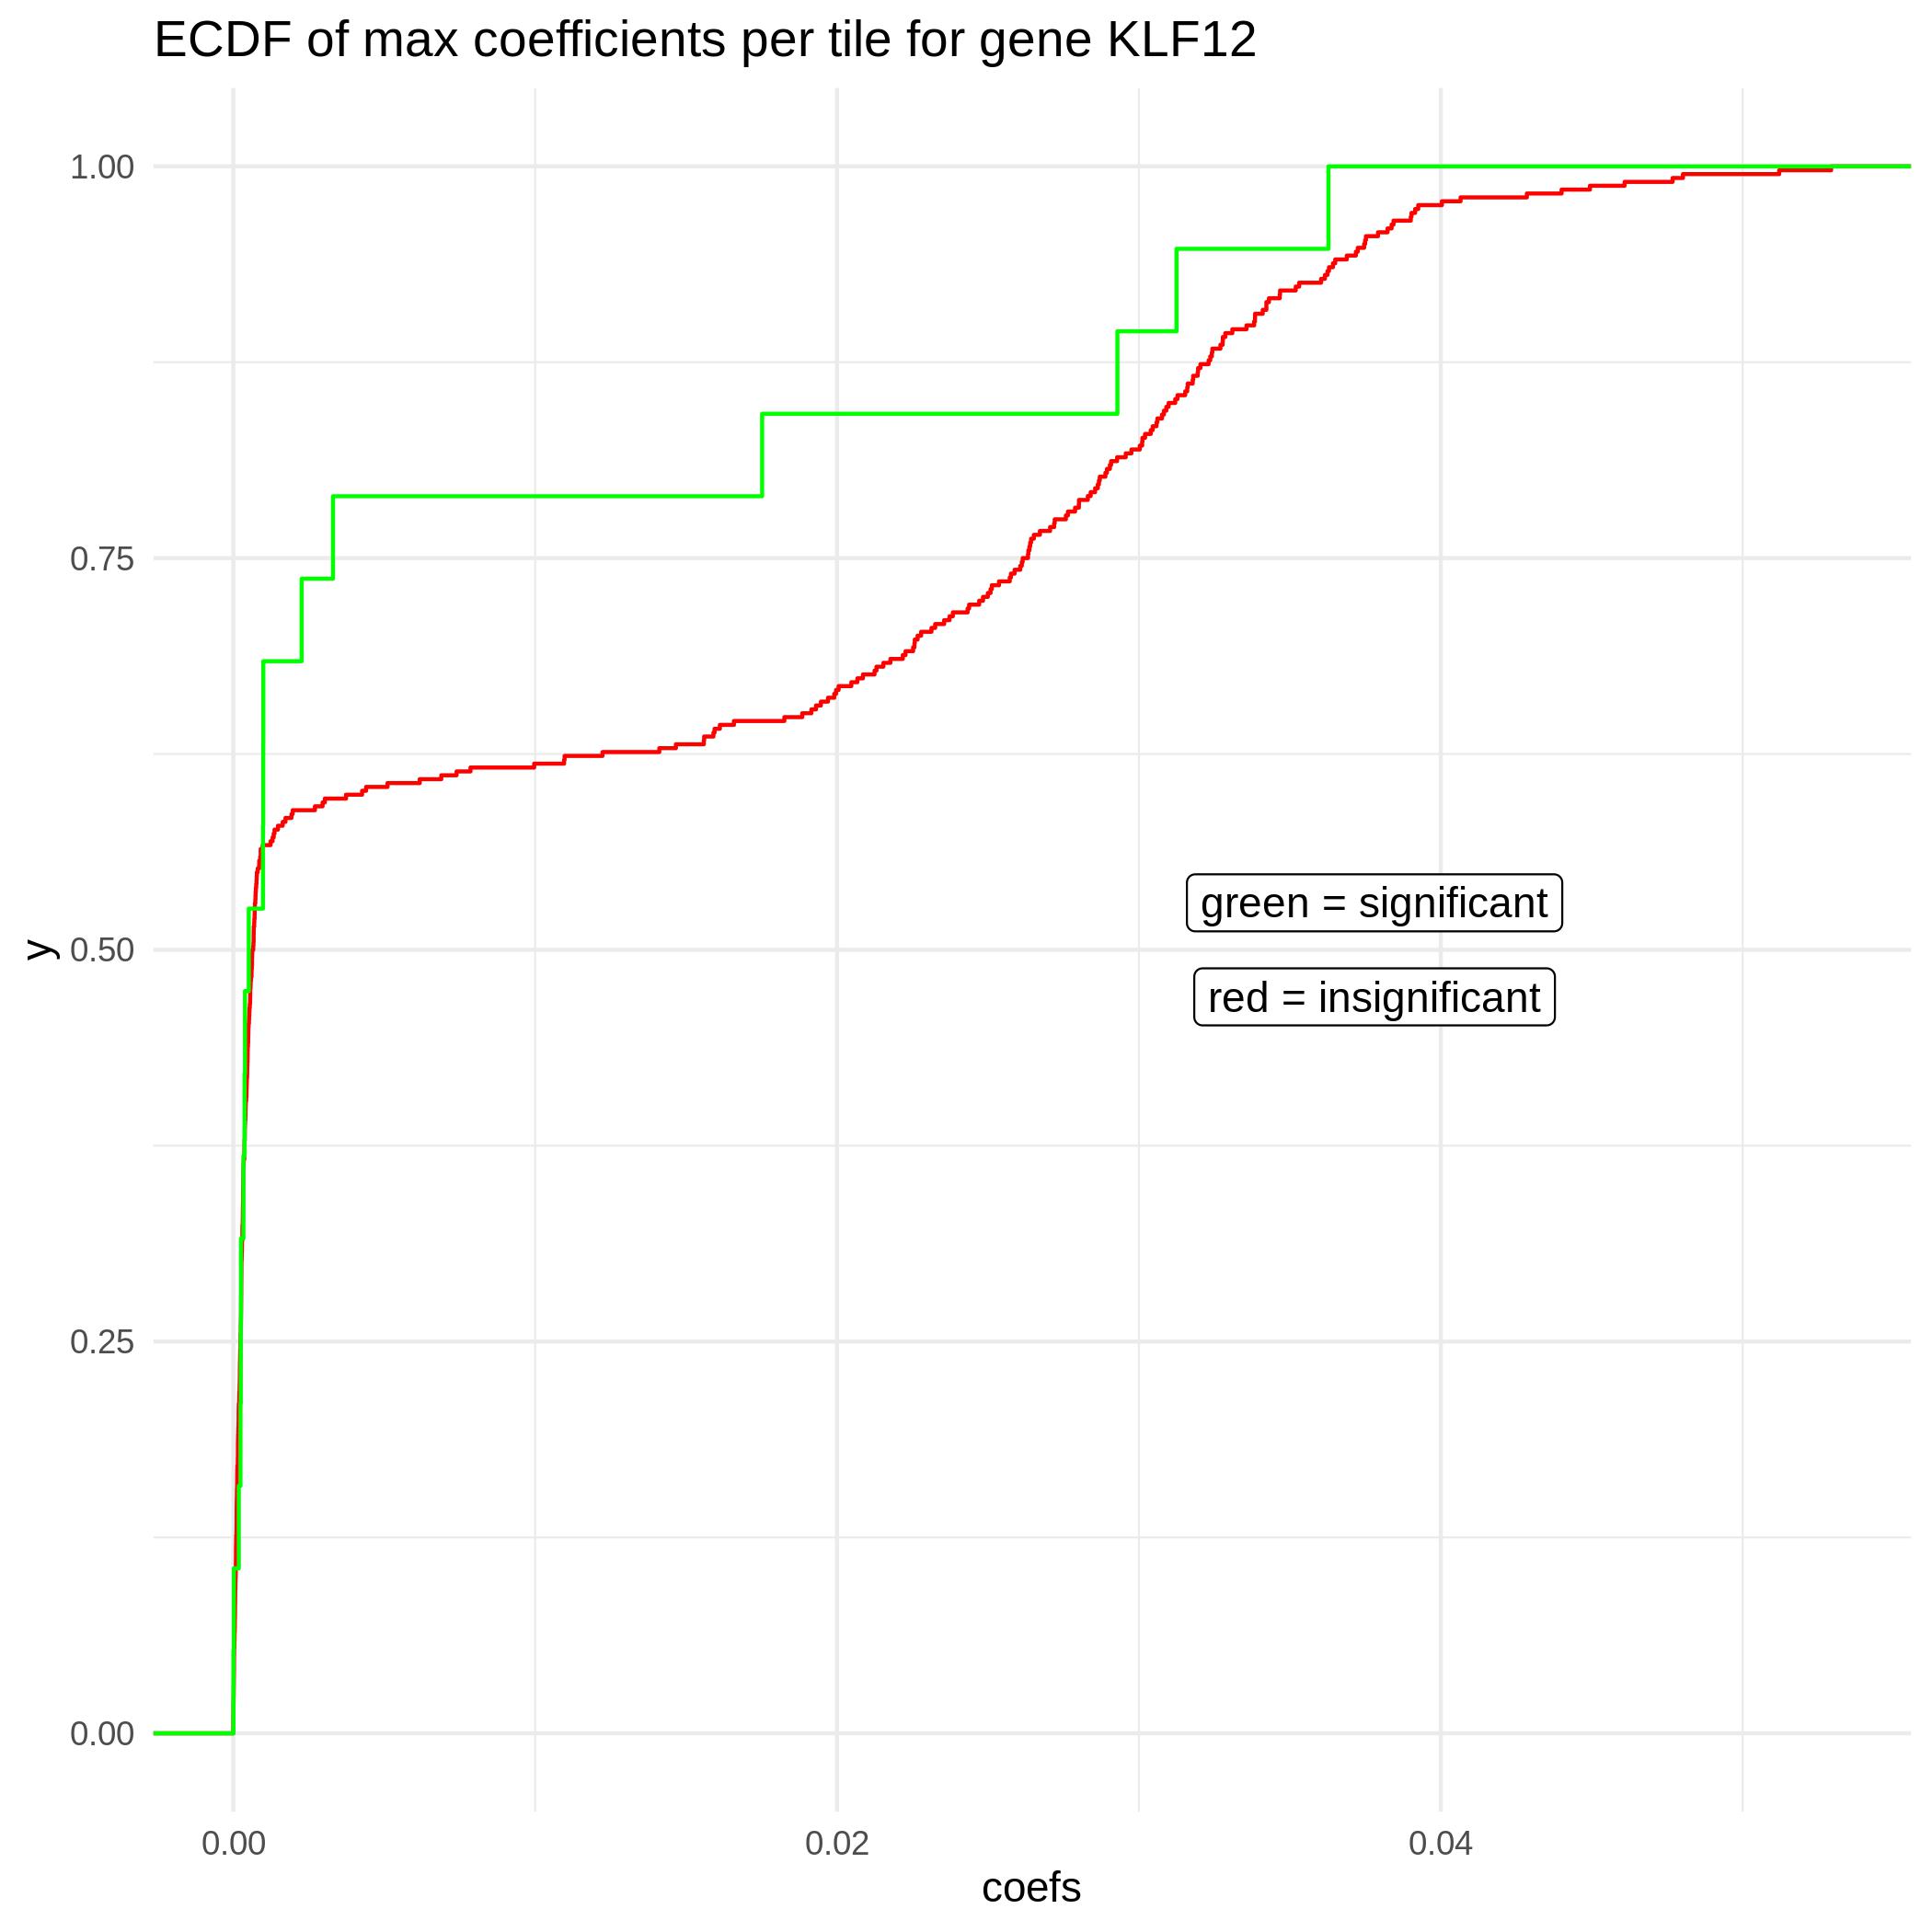 ECDF of max coefficients per tile for gene KLF12
1.00
0.75
0.50
0.25
0.00
y
green = significant
red = insignificant
0.00 0.02 0.04
coefs